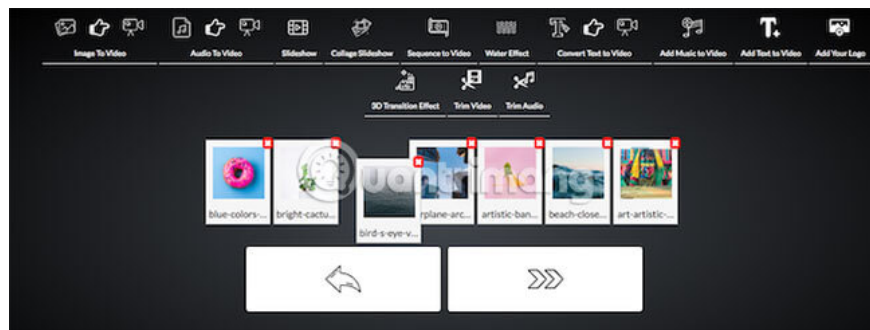 Image To Video
Audio To Video
Slideshow
Collage Slideshow
Sequence to Video
Water Effect
Convert Text to Video
Add Music to Video
Add Text to Video
Add Your Logo
3D Transition Effect
Trim Video
Trim Audio
Quantrimang
blue-colors-...
bright-cactu...
bird-s-eye-v...
rplane-arc...
artistic-ban...
beach-close...
art-artistic-...